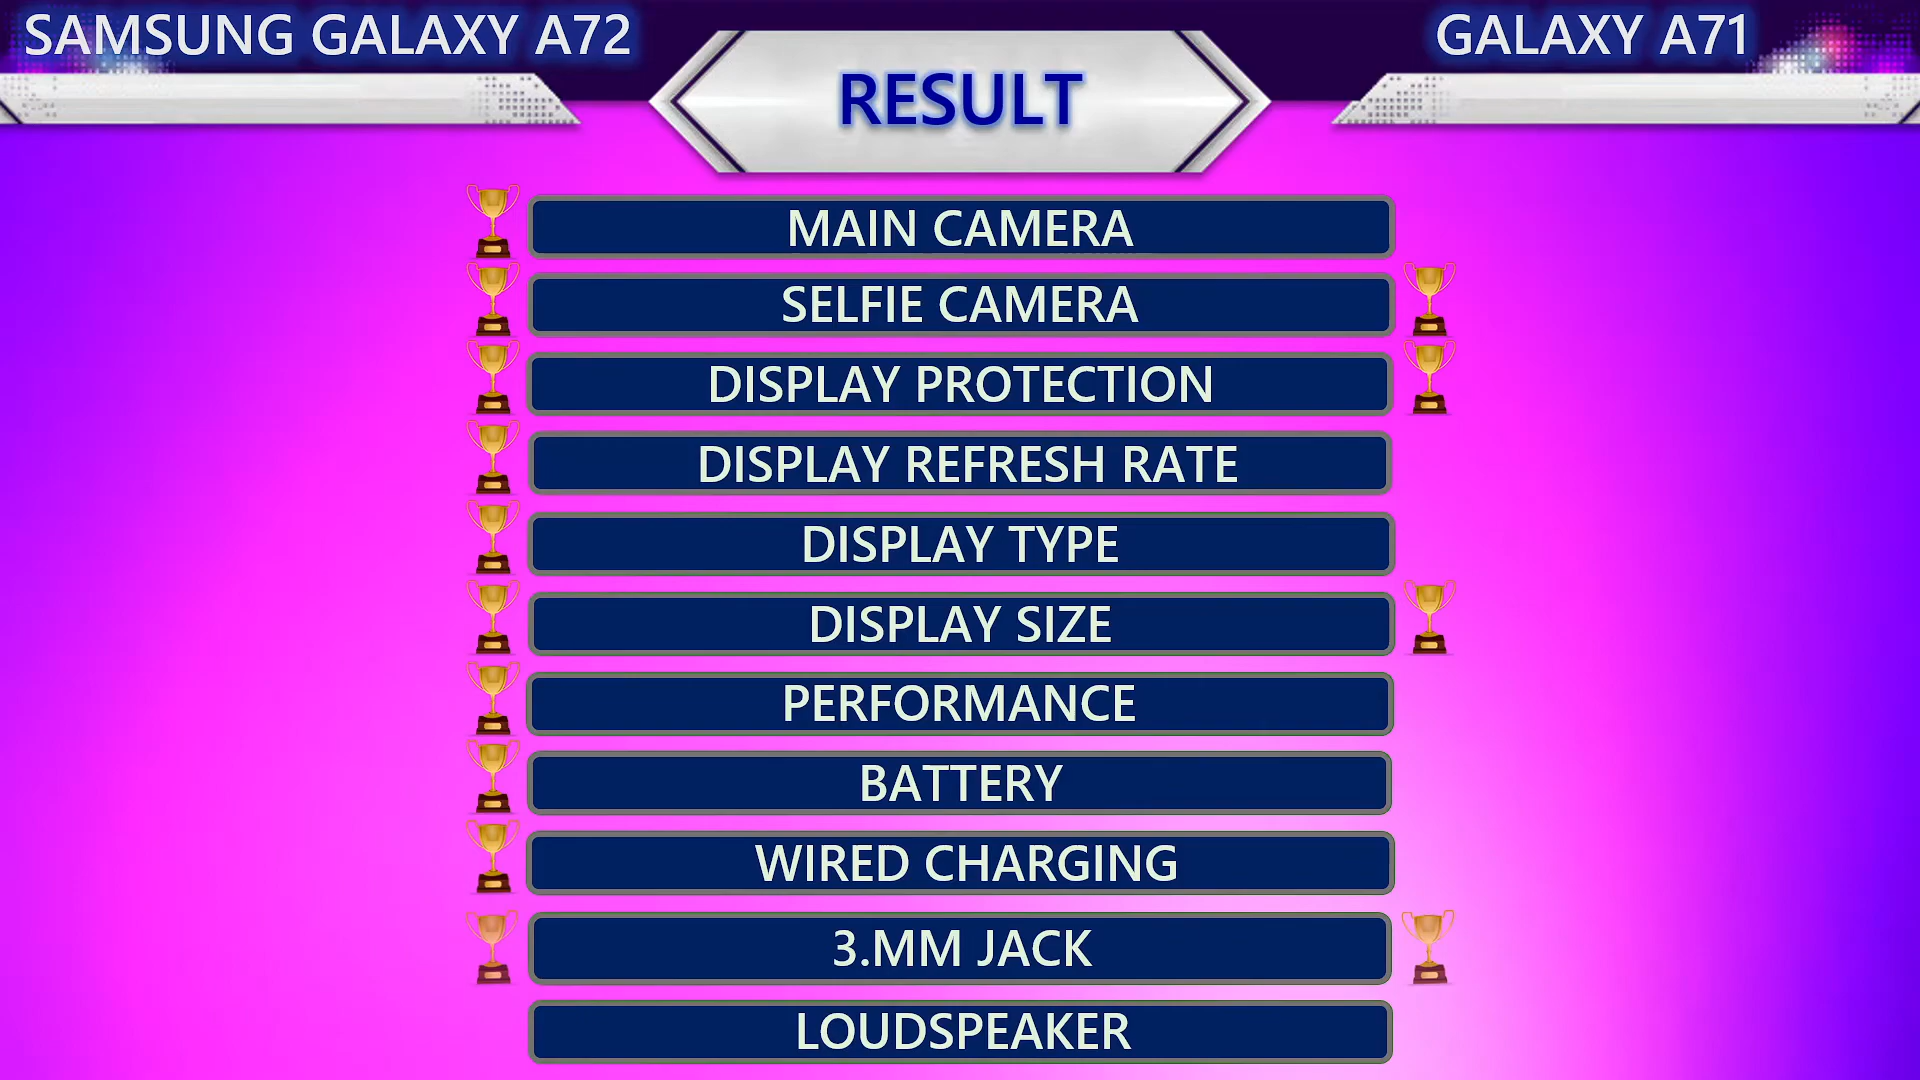 SAMSUNG GALAXY A72
GALAXY A71
RESULT
MAIN CAMERA
SELFIE CAMERA
DISPLAY PROTECTION
DISPLAY REFRESH RATE
DISPLAY TYPE
DISPLAY SIZE
PERFORMANCE
BATTERY
WIRED CHARGING
3.MM JACK
LOUDSPEAKER